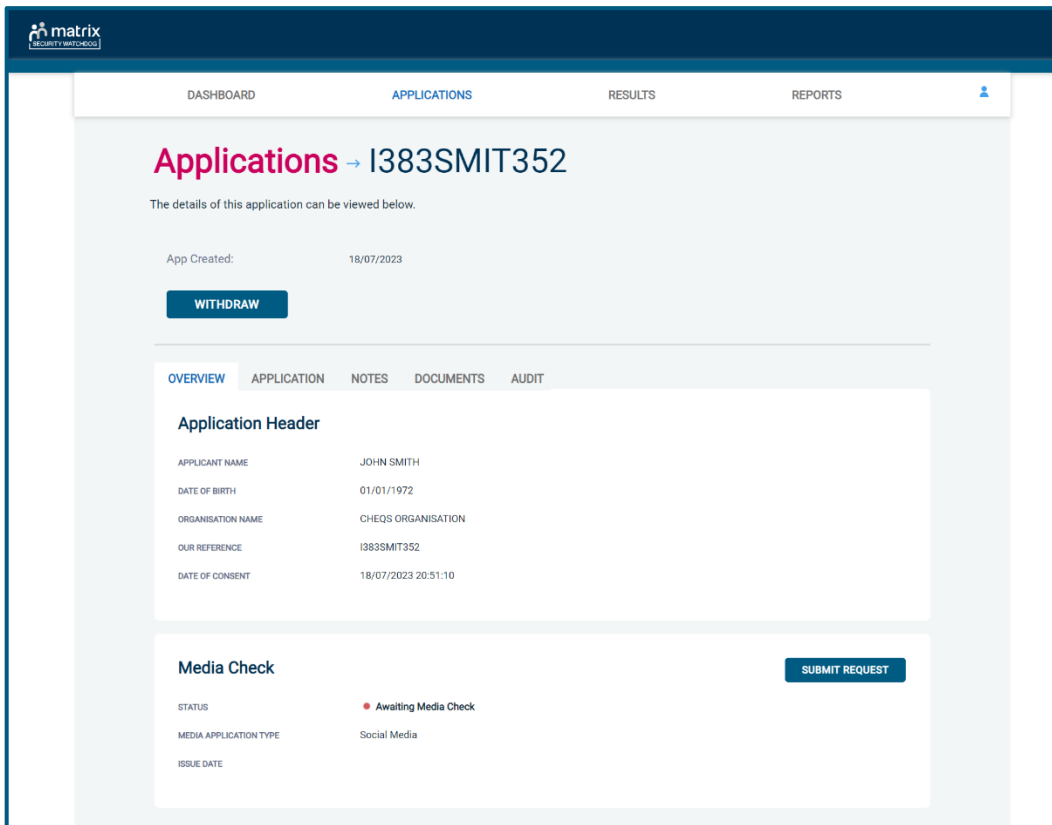 matrix
SECURITY WATCHDOG
DASHBOARD APPLICATIONS RESULTS REPORTS
Applications → I383SMIT352
The details of this application can be viewed below.
App Created: 18/07/2023
WITHDRAW
OVERVIEW APPLICATION NOTES DOCUMENTS AUDIT
Application Header
APPLICANT NAME JOHN SMITH
DATE OF BIRTH 01/01/1972
ORGANISATION NAME CHEQS ORGANISATION
OUR REFERENCE I383SMIT352
DATE OF CONSENT 18/07/2023 20:51:10
Media Check SUBMIT REQUEST
STATUS Awaiting Media Check
MEDIA APPLICATION TYPE Social Media
ISSUE DATE